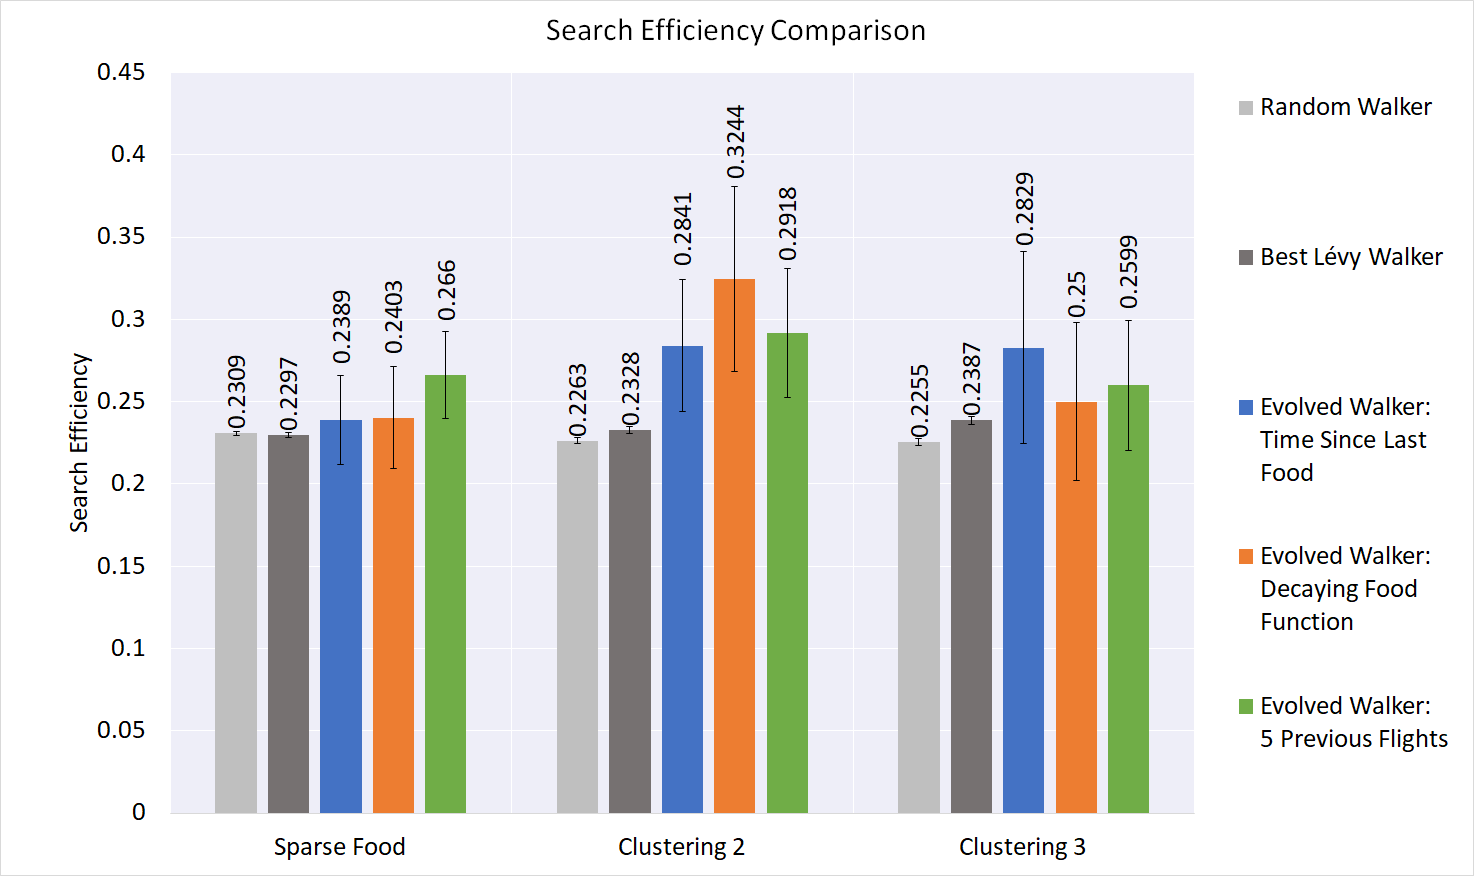 Search Efficiency Comparison
0.45
0.4
0.35
0.3
0.25
0.2
0.15
0.1
0.05
0
Search Efficiency
0.2309
0.2297
0.2389
0.2403
0.266
0.2263
0.2328
0.2841
0.3244
0.2918
0.2255
0.2387
0.2829
0.25
0.2599
Sparse Food
Clustering 2
Clustering 3
Random Walker
Best Lévy Walker
Evolved Walker:
Time Since Last
Food
Evolved Walker:
Decaying Food
Function
Evolved Walker:
5 Previous Flights